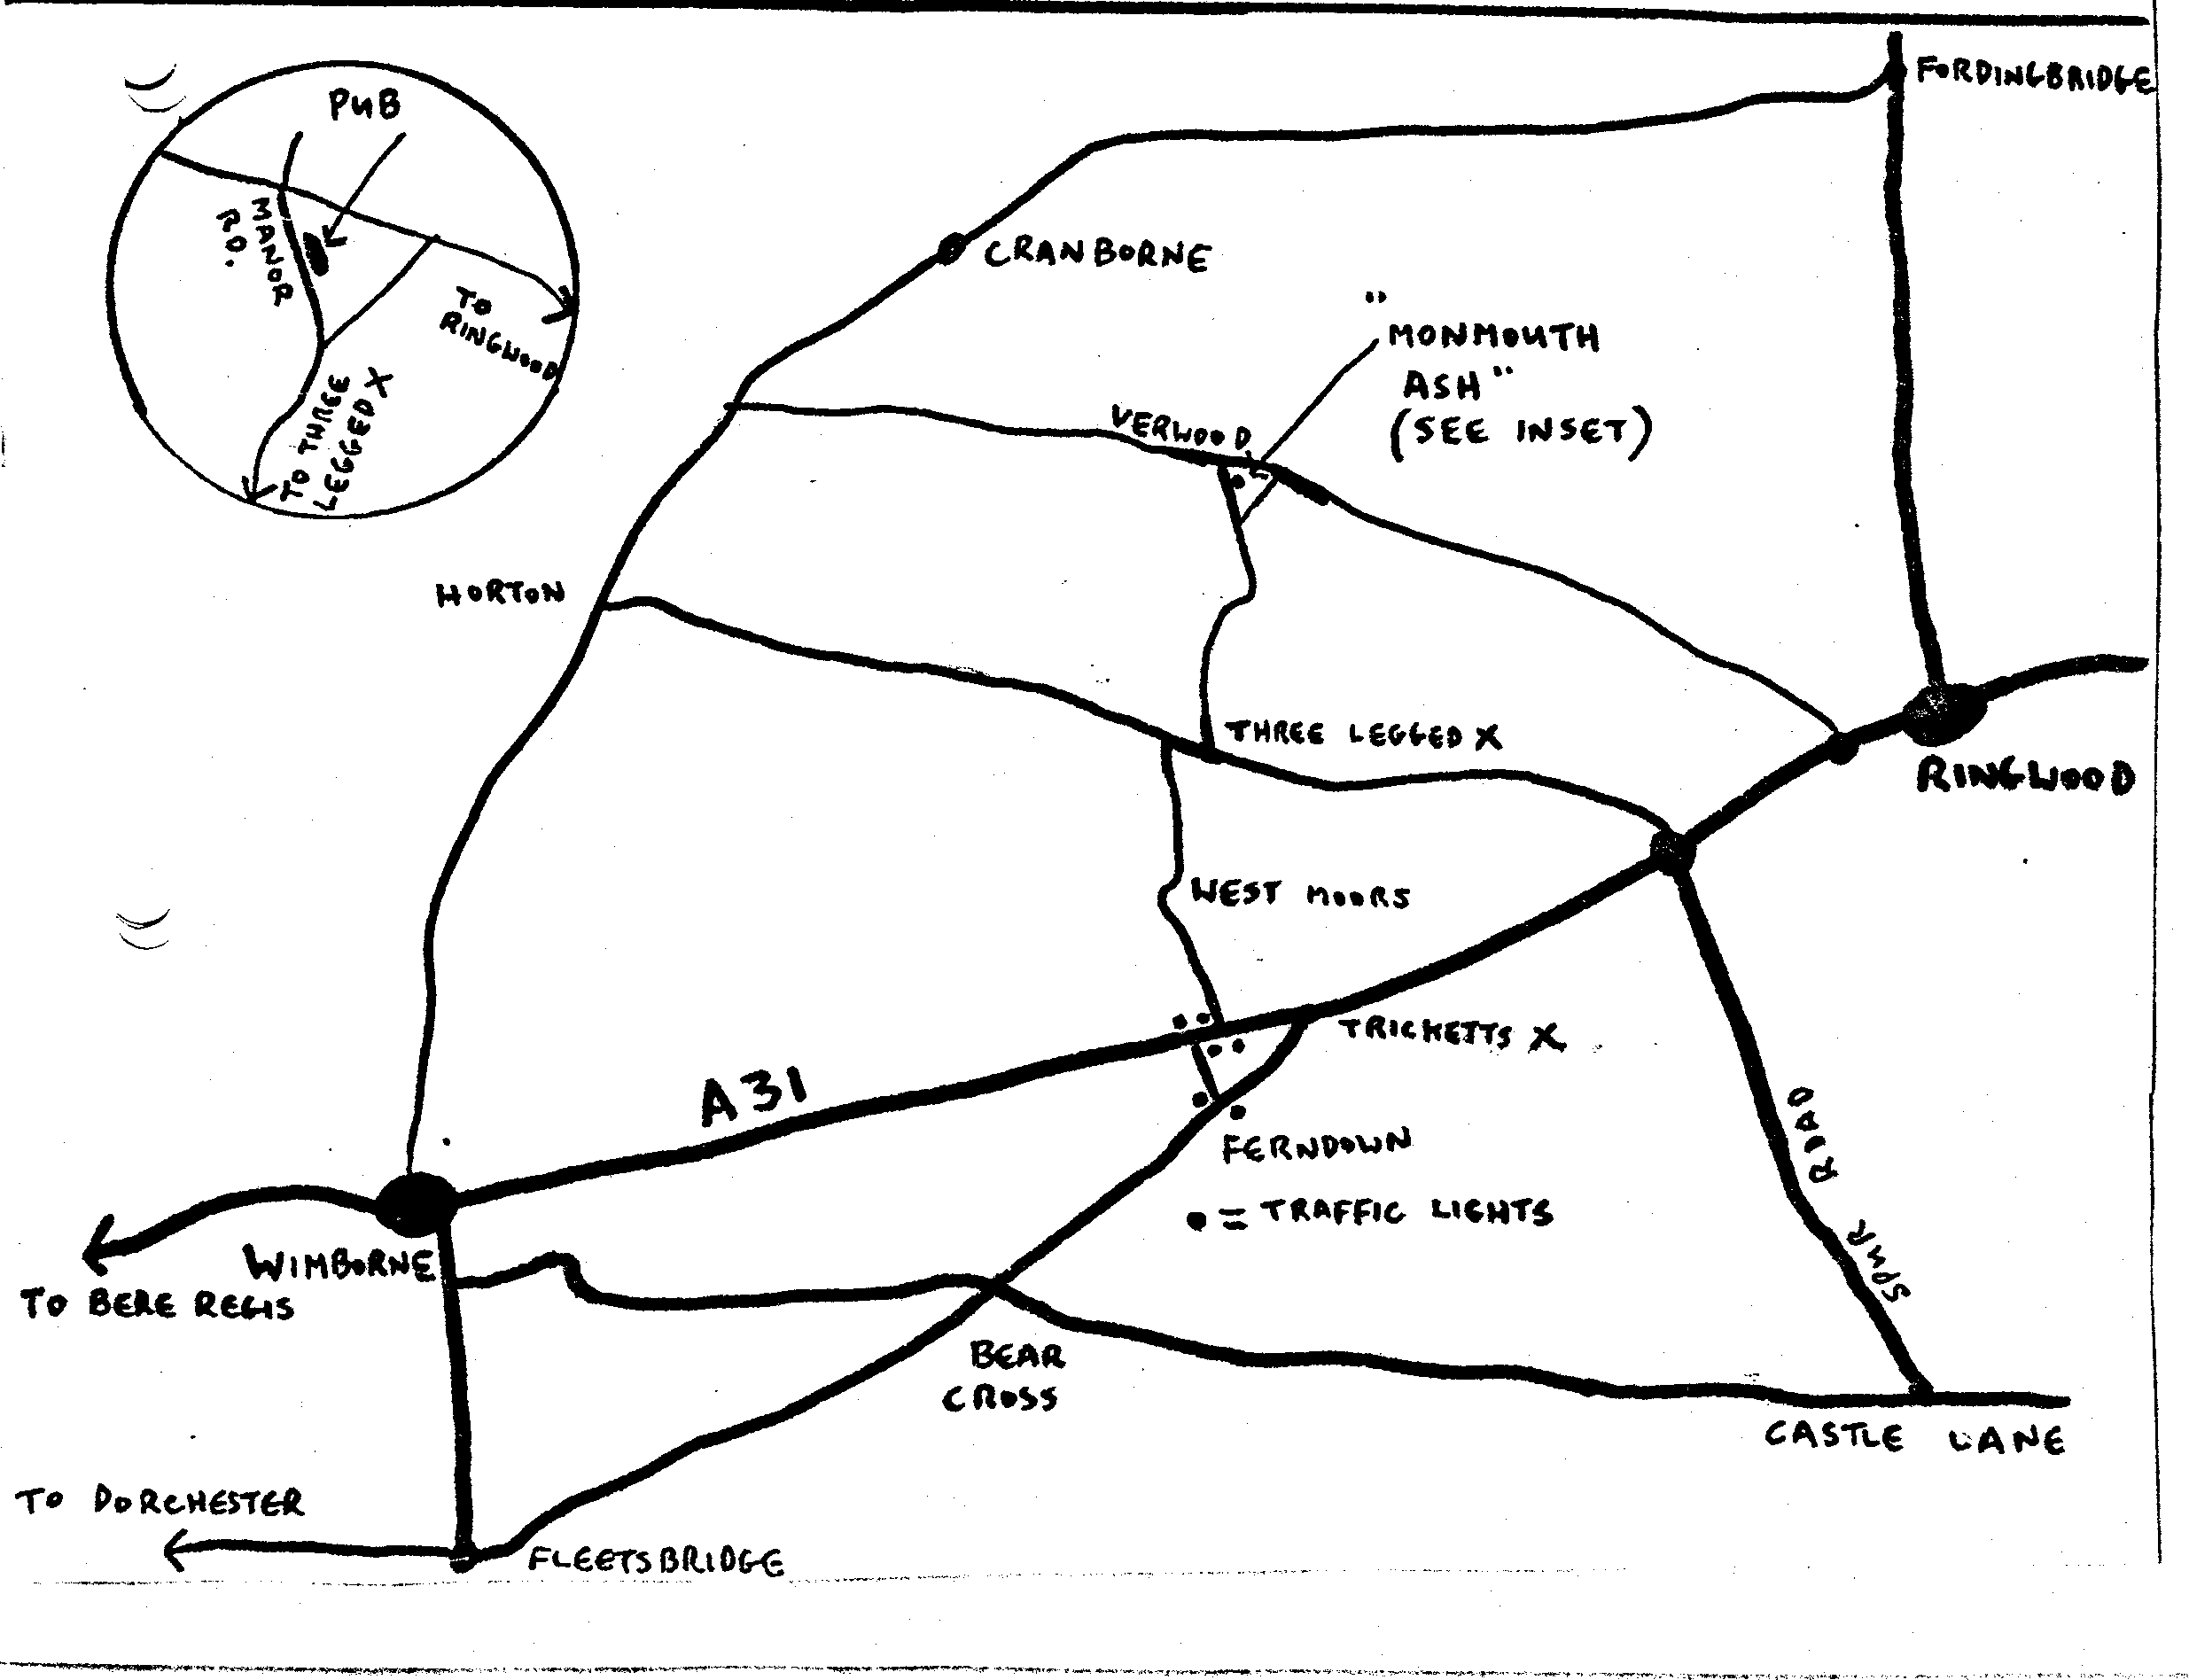 PUB
MANOR
RD.
TO
RINGWOOD
TO THREE
LEGGED X
FORDINGBRIDGE
CRANBORNE
"
MONMOUTH
ASH"
(SEE INSET)
VERWOOD
HORTON
THREE LEGGED X
RINGWOOD
WEST MOORS
TRICKETTS X
A31
FERNDOWN
• = TRAFFIC LIGHTS
SPUR ROAD
WIMBORNE
TO BERE REGIS
BEAR
CROSS
CASTLE LANE
TO DORCHESTER
FLEETSBRIDGE